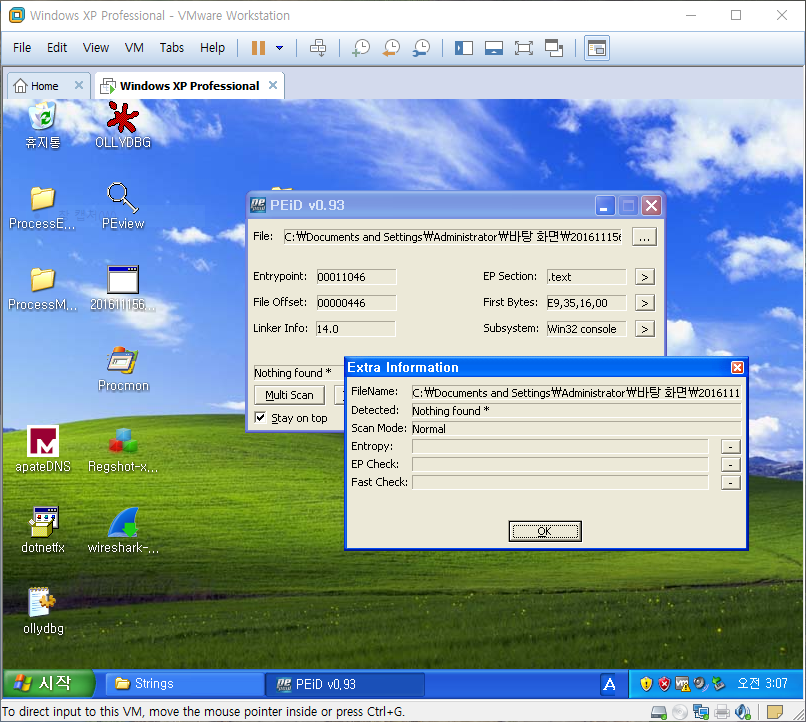 Windows XP Professional - VMware Workstation
File Edit View VM Tabs Help
Home
Windows XP Professional
휴지통
OLLYDBG
ProcessE...
PEview
ProcessM...
201611156...
Procmon
apateDNS
Regshot-x...
dotnetfx
wireshark-...
ollydbg
PEiD v0.93
File: C:₩Documents and Settings₩Administrator₩바탕 화면₩201611156
...
Entrypoint: 00011046
EP Section: .text >
File Offset: 00000446
First Bytes: E9,35,16,00 >
Linker Info: 14.0
Subsystem: Win32 console >
Nothing found *
Multi Scan
Stay on top
Extra Information
FileName: C:₩Documents and Settings₩Administrator₩바탕 화면₩2016111
Detected: Nothing found *
Scan Mode: Normal
Entropy: -
EP Check: -
Fast Check: -
OK
시작
Strings
PEiD v0.93
A
오전 3:07
To direct input to this VM, move the mouse pointer inside or press Ctrl+G.